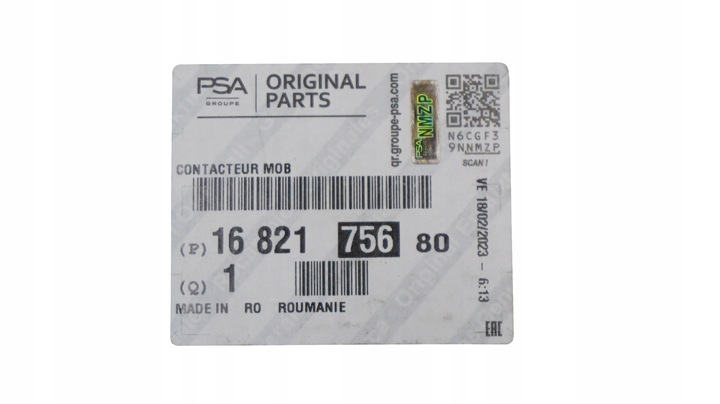 PSA
GROUPE
ORIGINAL
PARTS
qr.groupe-psa.com
PSA NMZP
N6CGF3
9NNMZP
SCAN!
CONTACTEUR MOB
(P) 16 821 756 80
(Q) 1
MADE IN RO ROUMANIE
VE 18/02/2023 - 6:13
EAC